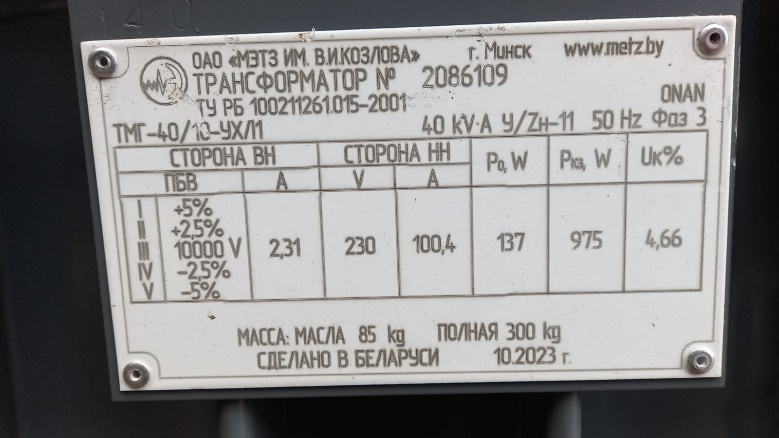 140
ОАО «МЭТЗ ИМ. В.И.КОЗЛОВА» г. Минск www.metz.by
ТРАНСФОРМАТОР № 2086109
ТУ РБ 100211261.015-2001
ONAN
ТМГ-40/10-УХЛ1 40 kV·A У/Zн-11 50 Hz Фаз 3
СТОРОНА ВН СТОРОНА НН P₀, W Pкз, W Uк%
ПБВ A V A
I +5%
II +2,5%
III 10000 V 2,31 230 100,4 137 975 4,66
IV -2,5%
V -5%
МАССА: МАСЛА 85 kg ПОЛНАЯ 300 kg
СДЕЛАНО В БЕЛАРУСИ 10.2023 г.